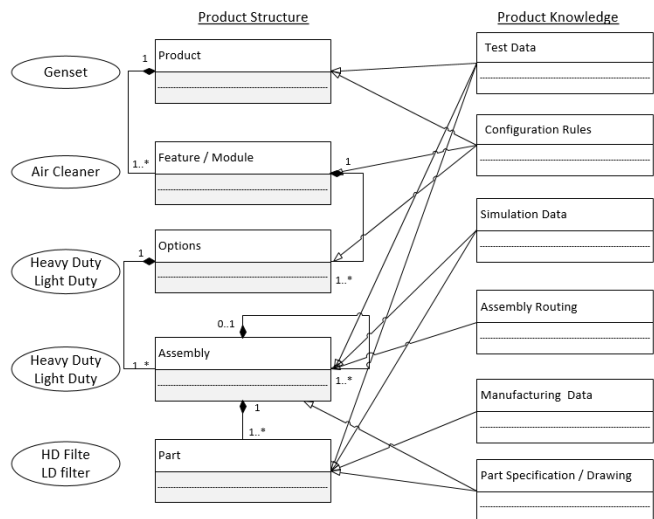 Product Structure
Product Knowledge
Genset
1
Product
Test Data
Air Cleaner
1..*
Feature / Module
1
Configuration Rules
Heavy Duty
Light Duty
1
Options
1..*
Simulation Data
0..1
Heavy Duty
Light Duty
1..*
Assembly
1..*
Assembly Routing
1
1..*
Manufacturing Data
HD Filte
LD filter
Part
Part Specification / Drawing